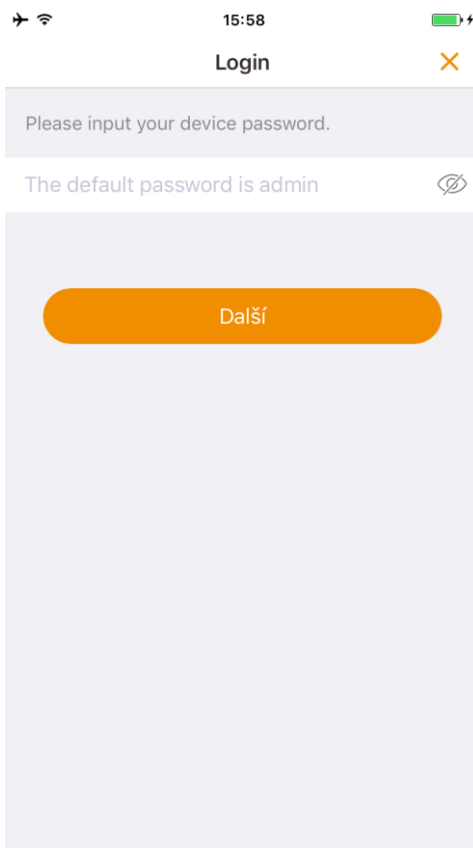 15:58
Login
Please input your device password.
The default password is admin
Další